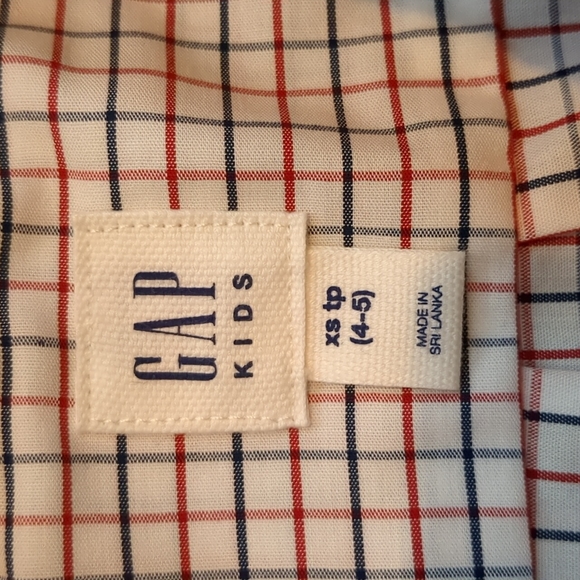 GAP
KIDS
xs tp
(4-5)
MADE IN
SRI LANKA